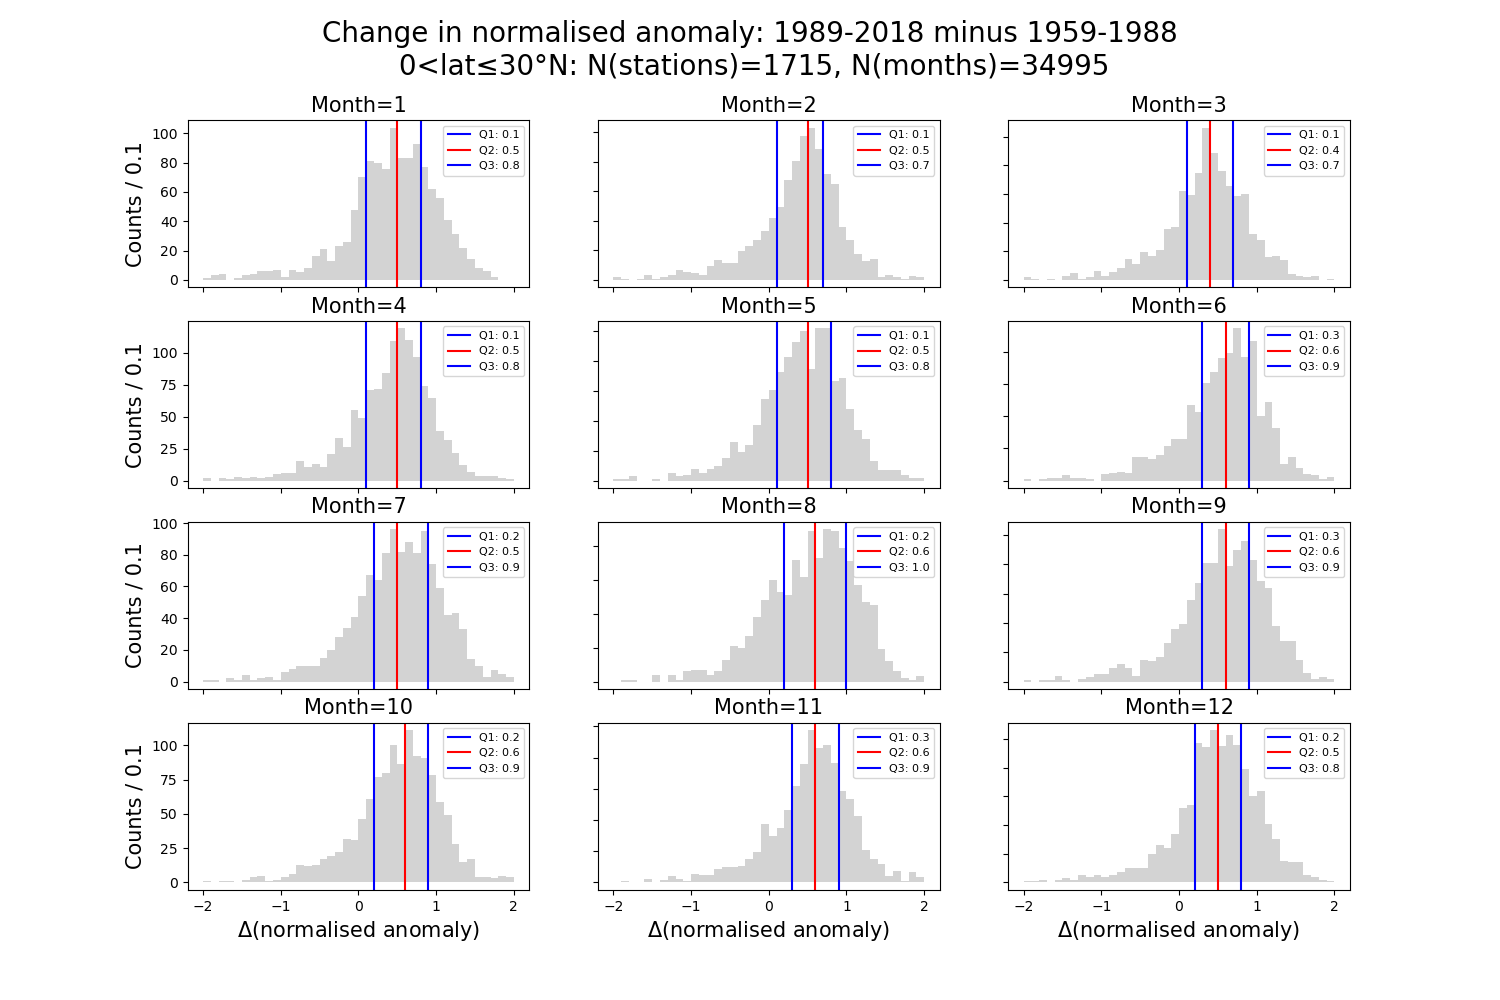 Change in normalised anomaly: 1989-2018 minus 1959-1988
0<lat≤30°N: N(stations)=1715, N(months)=34995
Month=1
Counts / 0.1
100
80
60
40
20
0
Q1: 0.1
Q2: 0.5
Q3: 0.8
Month=2
Q1: 0.1
Q2: 0.5
Q3: 0.7
Month=3
Q1: 0.1
Q2: 0.4
Q3: 0.7
Month=4
Counts / 0.1
100
75
50
25
0
Q1: 0.1
Q2: 0.5
Q3: 0.8
Month=5
Q1: 0.1
Q2: 0.5
Q3: 0.8
Month=6
Q1: 0.3
Q2: 0.6
Q3: 0.9
Month=7
Counts / 0.1
100
80
60
40
20
0
Q1: 0.2
Q2: 0.5
Q3: 0.9
Month=8
Q1: 0.2
Q2: 0.6
Q3: 1.0
Month=9
Q1: 0.3
Q2: 0.6
Q3: 0.9
Month=10
Counts / 0.1
100
75
50
25
0
Q1: 0.2
Q2: 0.6
Q3: 0.9
−2 −1 0 1 2
Δ(normalised anomaly)
Month=11
Q1: 0.3
Q2: 0.6
Q3: 0.9
−2 −1 0 1 2
Δ(normalised anomaly)
Month=12
Q1: 0.2
Q2: 0.5
Q3: 0.8
−2 −1 0 1 2
Δ(normalised anomaly)